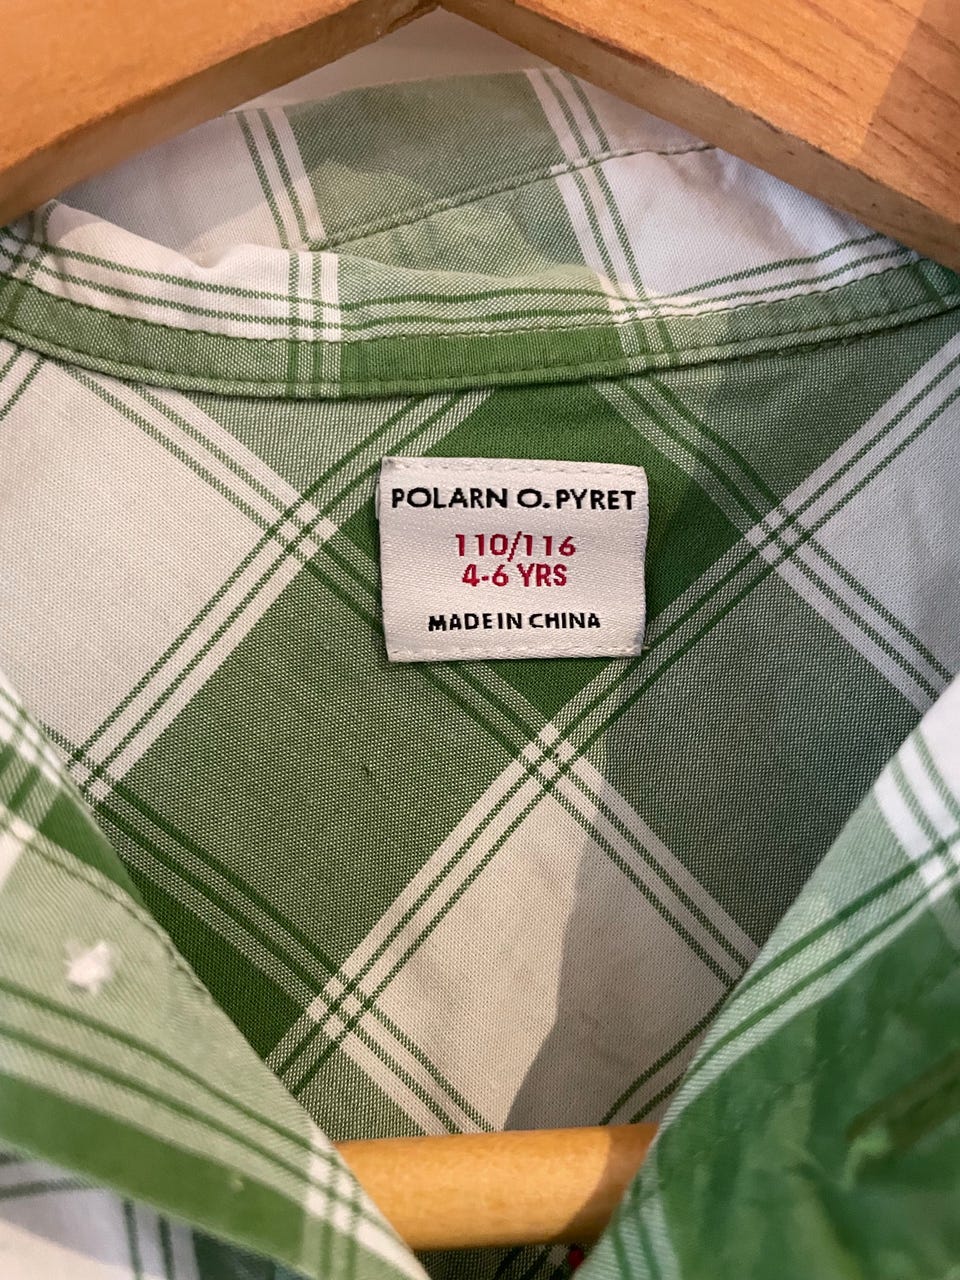 POLARN O. PYRET
110/116
4-6 YRS
MADE IN CHINA